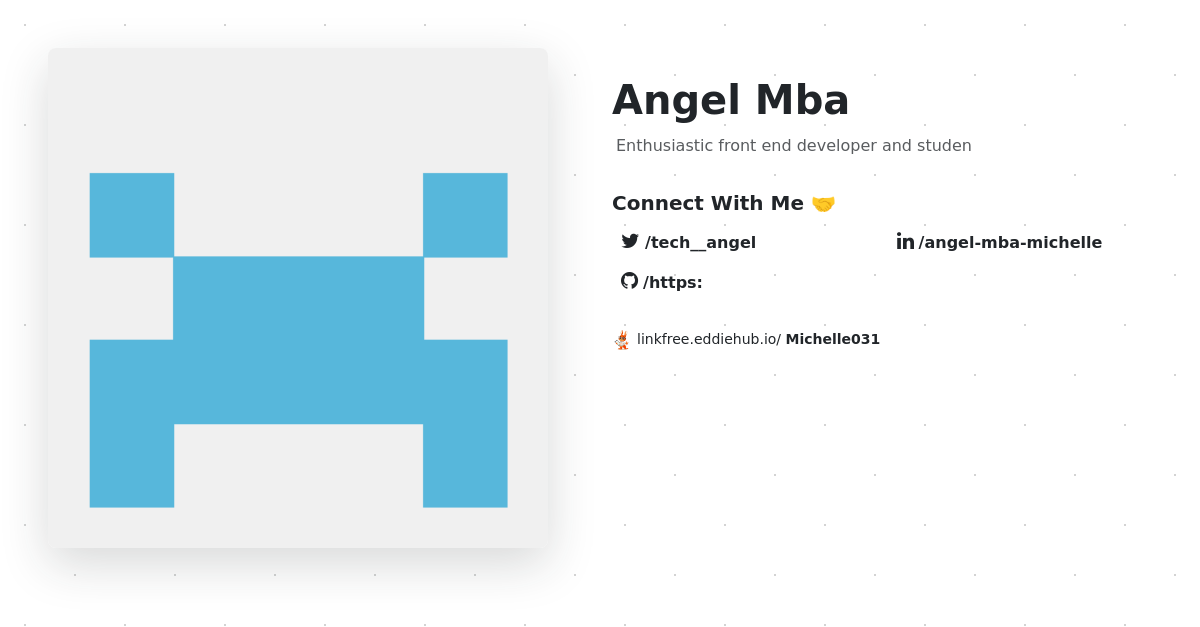 Angel Mba
Enthusiastic front end developer and studen
Connect With Me 🤝
/tech__angel
/angel-mba-michelle
/https:
linkfree.eddiehub.io/ Michelle031